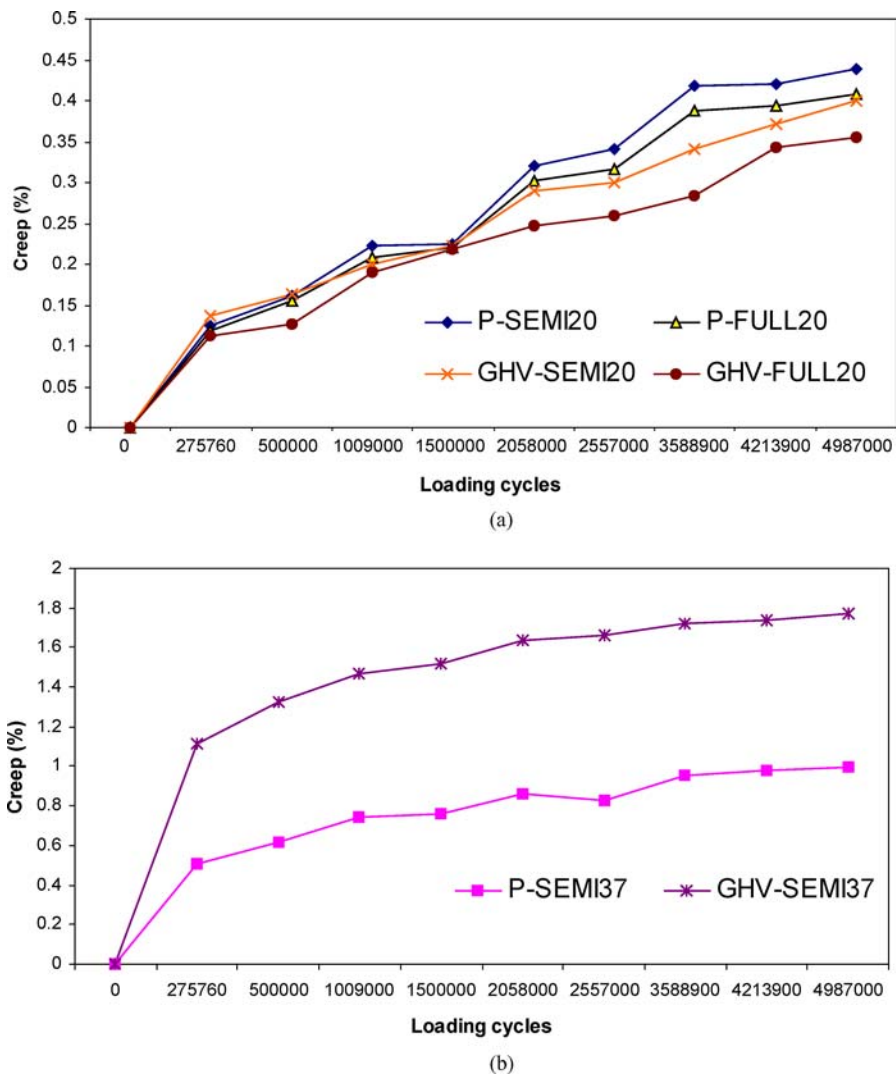 0.5
0.45
0.4
0.35
0.3
0.25
0.2
0.15
0.1
0.05
0
Creep (%)
P-SEMI20 P-FULL20
GHV-SEMI20 GHV-FULL20
0 275760 500000 1009000 1500000 2058000 2557000 3588900 4213900 4987000
Loading cycles
(a)
2
1.8
1.6
1.4
1.2
1
0.8
0.6
0.4
0.2
0
Creep (%)
P-SEMI37 GHV-SEMI37
0 275760 500000 1009000 1500000 2058000 2557000 3588900 4213900 4987000
Loading cycles
(b)